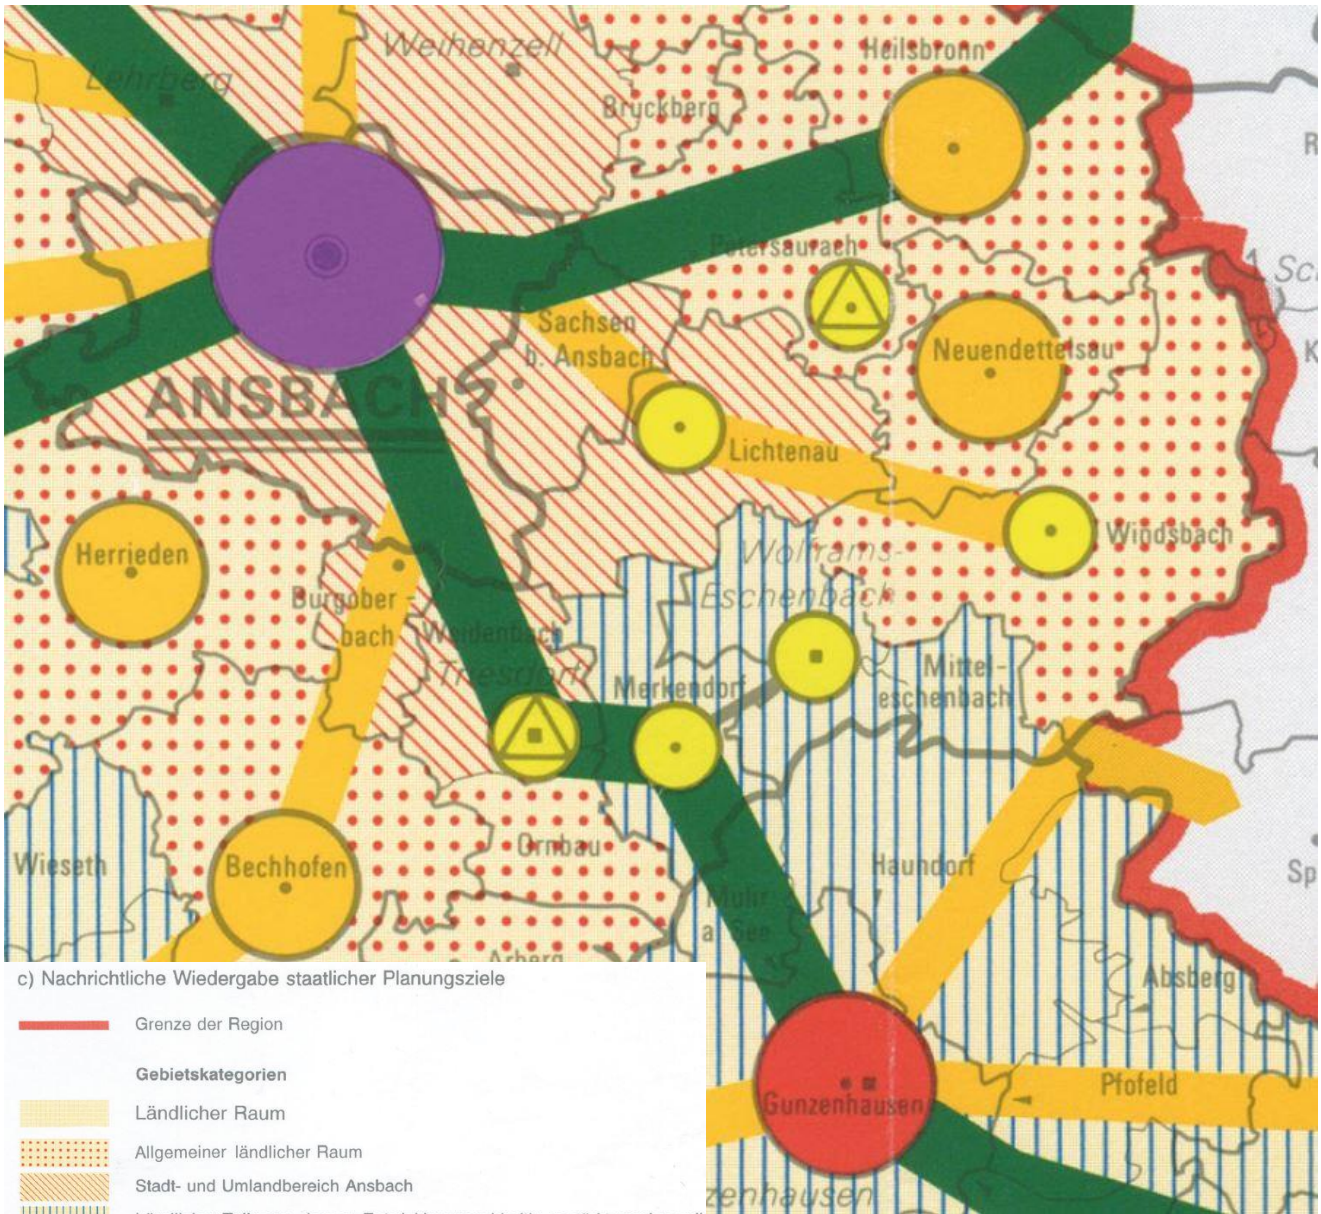 Weihenzell
Heilsbronn
Lehrberg
Bruckberg
Petersaurach
Sachsen
b. Ansbach
Neuendettelsau
ANSBACH
Lichtenau
Windsbach
Herrieden
Wolframs-
Eschenbach
Burgober-
bach
Weidenbach
Triesdorf
Merkendorf
Mittel-
eschenbach
Ornbau
Wieseth
Bechhofen
Haundorf
Muhr
a. See
Arberg
Absberg
Pfofeld
Gunzenhausen
zenhausen
c) Nachrichtliche Wiedergabe staatlicher Planungsziele
Grenze der Region
Gebietskategorien
Ländlicher Raum
Allgemeiner ländlicher Raum
Stadt- und Umlandbereich Ansbach